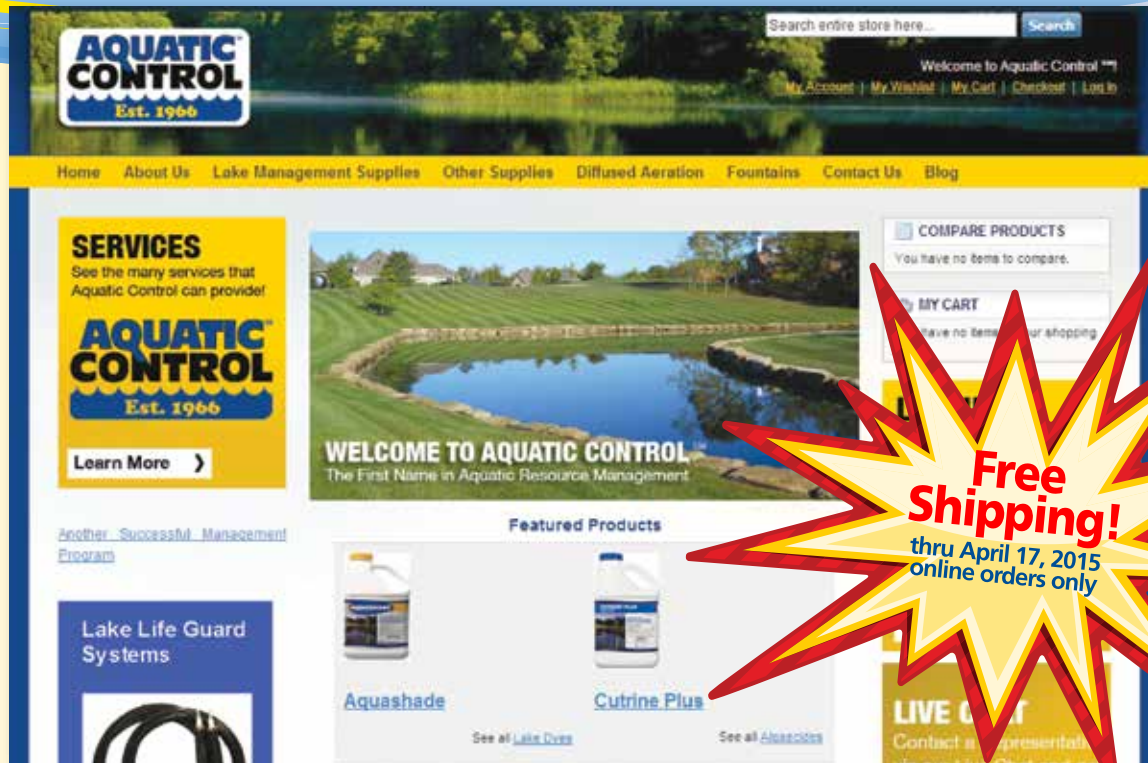 AQUATIC
CONTROL
Est. 1966
Search entire store here...
Search
Welcome to Aquatic Control
My Account | My Wishlist | My Cart | Checkout | Log In
Home About Us Lake Management Supplies Other Supplies Diffused Aeration Fountains Contact Us Blog
SERVICES
See the many services that
Aquatic Control can provide!
AQUATIC
CONTROL
Est. 1966
Learn More
Another Successful Management
Program
Lake Life Guard
Systems
WELCOME TO AQUATIC CONTROL
The First Name in Aquatic Resource Management
Featured Products
Aquashade
Cutrine Plus
See all Lake Dyes
See all Algaecides
COMPARE PRODUCTS
You have no items to compare.
MY CART
have no items shopping
Free
Shipping!
thru April 17, 2015
online orders only
LIVE
Contact a